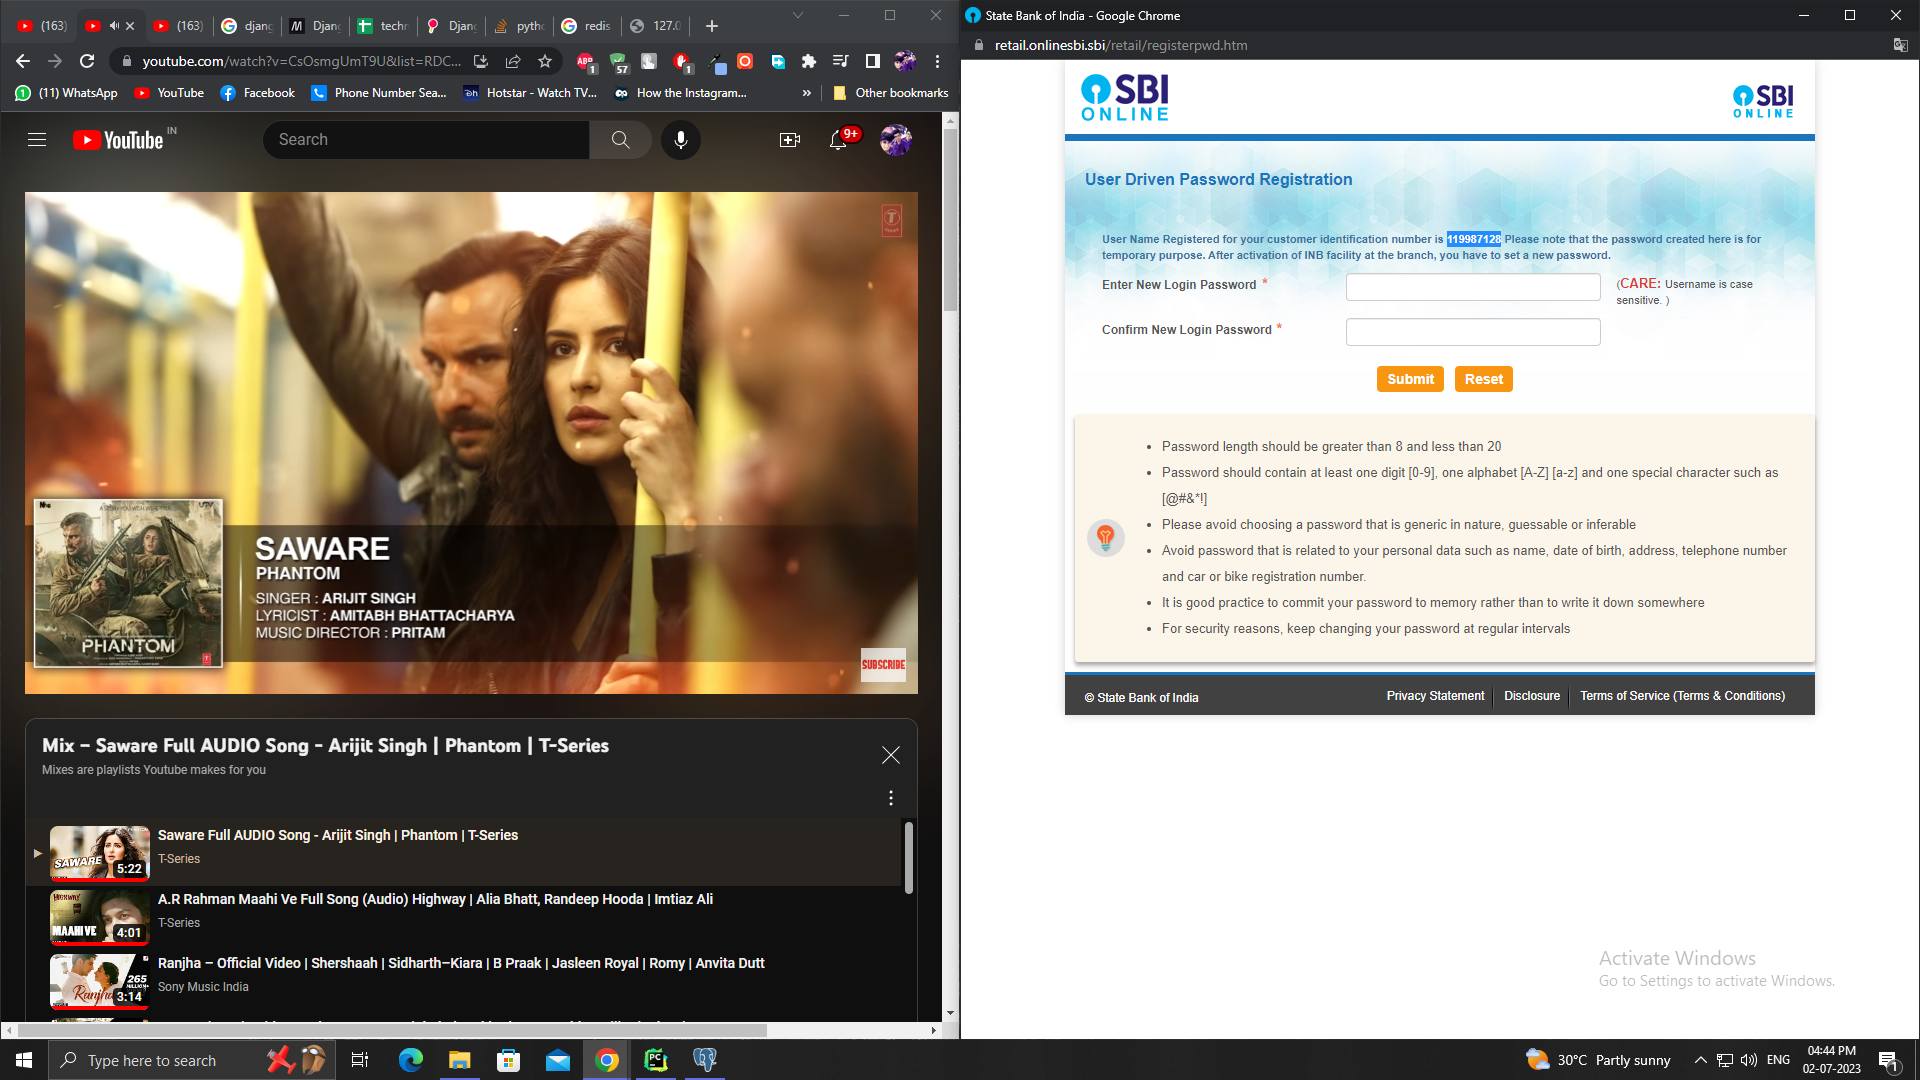 (163)
(163)
djang
Djang
techn
Djang
pytho
redis
127.0
youtube.com/watch?v=CsOsmgUmT9U&list=RDC...
ABP
1
57
1
(11) WhatsApp
YouTube
Facebook
Phone Number Sea...
Hotstar - Watch TV...
How the Instagram...
»
Other bookmarks
YouTube IN
Search
9+
SAWARE
PHANTOM
SINGER : ARIJIT SINGH
LYRICIST : AMITABH BHATTACHARYA
MUSIC DIRECTOR : PRITAM
PHANTOM
SUBSCRIBE
Mix – Saware Full AUDIO Song - Arijit Singh | Phantom | T-Series
Mixes are playlists Youtube makes for you
SAWARE
5:22
Saware Full AUDIO Song - Arijit Singh | Phantom | T-Series
T-Series
HIGHWAY
MAAHI VE
4:01
A.R Rahman Maahi Ve Full Song (Audio) Highway | Alia Bhatt, Randeep Hooda | Imtiaz Ali
T-Series
265
Ranjha
3:14
Ranjha – Official Video | Shershaah | Sidharth–Kiara | B Praak | Jasleen Royal | Romy | Anvita Dutt
Sony Music India
State Bank of India - Google Chrome
retail.onlinesbi.sbi/retail/registerpwd.htm
SBI
ONLINE
SBI
ONLINE
User Driven Password Registration
User Name Registered for your customer identification number is 119987128 Please note that the password created here is for
temporary purpose. After activation of INB facility at the branch, you have to set a new password.
Enter New Login Password *
(CARE: Username is case
sensitive. )
Confirm New Login Password *
Submit
Reset
• Password length should be greater than 8 and less than 20
• Password should contain at least one digit [0-9], one alphabet [A-Z] [a-z] and one special character such as
[@#&*!]
• Please avoid choosing a password that is generic in nature, guessable or inferable
• Avoid password that is related to your personal data such as name, date of birth, address, telephone number
and car or bike registration number.
• It is good practice to commit your password to memory rather than to write it down somewhere
• For security reasons, keep changing your password at regular intervals
© State Bank of India
Privacy Statement
Disclosure
Terms of Service (Terms & Conditions)
Activate Windows
Go to Settings to activate Windows.
Type here to search
30°C Partly sunny
ENG
04:44 PM
02-07-2023
1